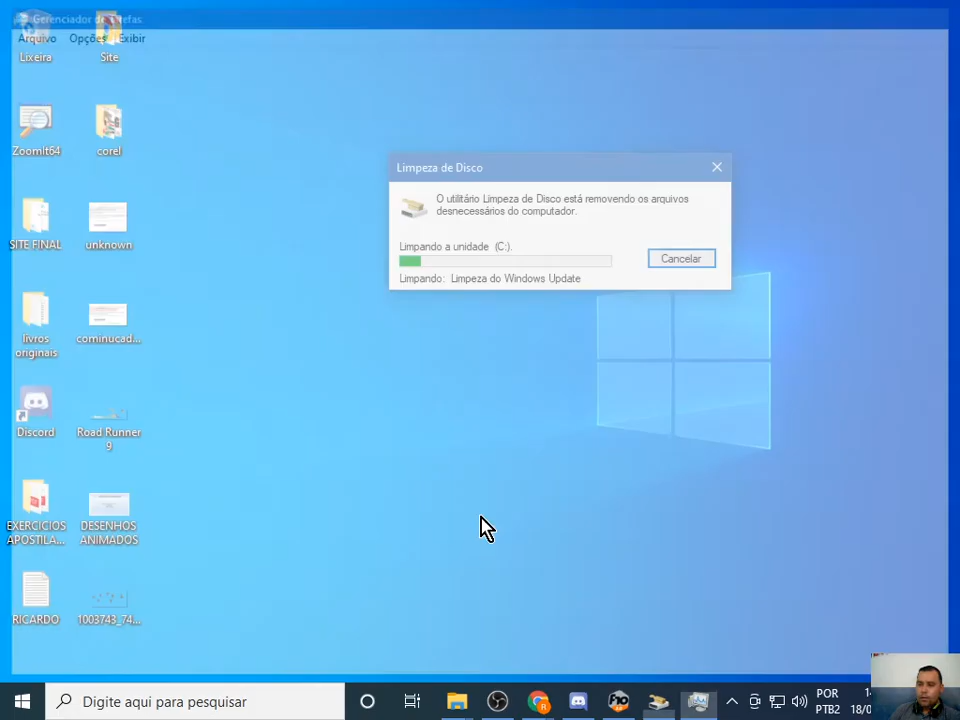 Gerenciador de Tarefas
Arquivo Opções Exibir
Lixeira
Site
ZoomIt64
corel
SITE FINAL
unknown
livros
originais
cominucad...
Discord
Road Runner
9
EXERCICIOS
APOSTILA...
DESENHOS
ANIMADOS
RICARDO
1003743_74...
Limpeza de Disco
O utilitário Limpeza de Disco está removendo os arquivos
desnecessários do computador.
Limpando a unidade (C:).
Cancelar
Limpando: Limpeza do Windows Update
Digite aqui para pesquisar
POR
PTB2
18/0